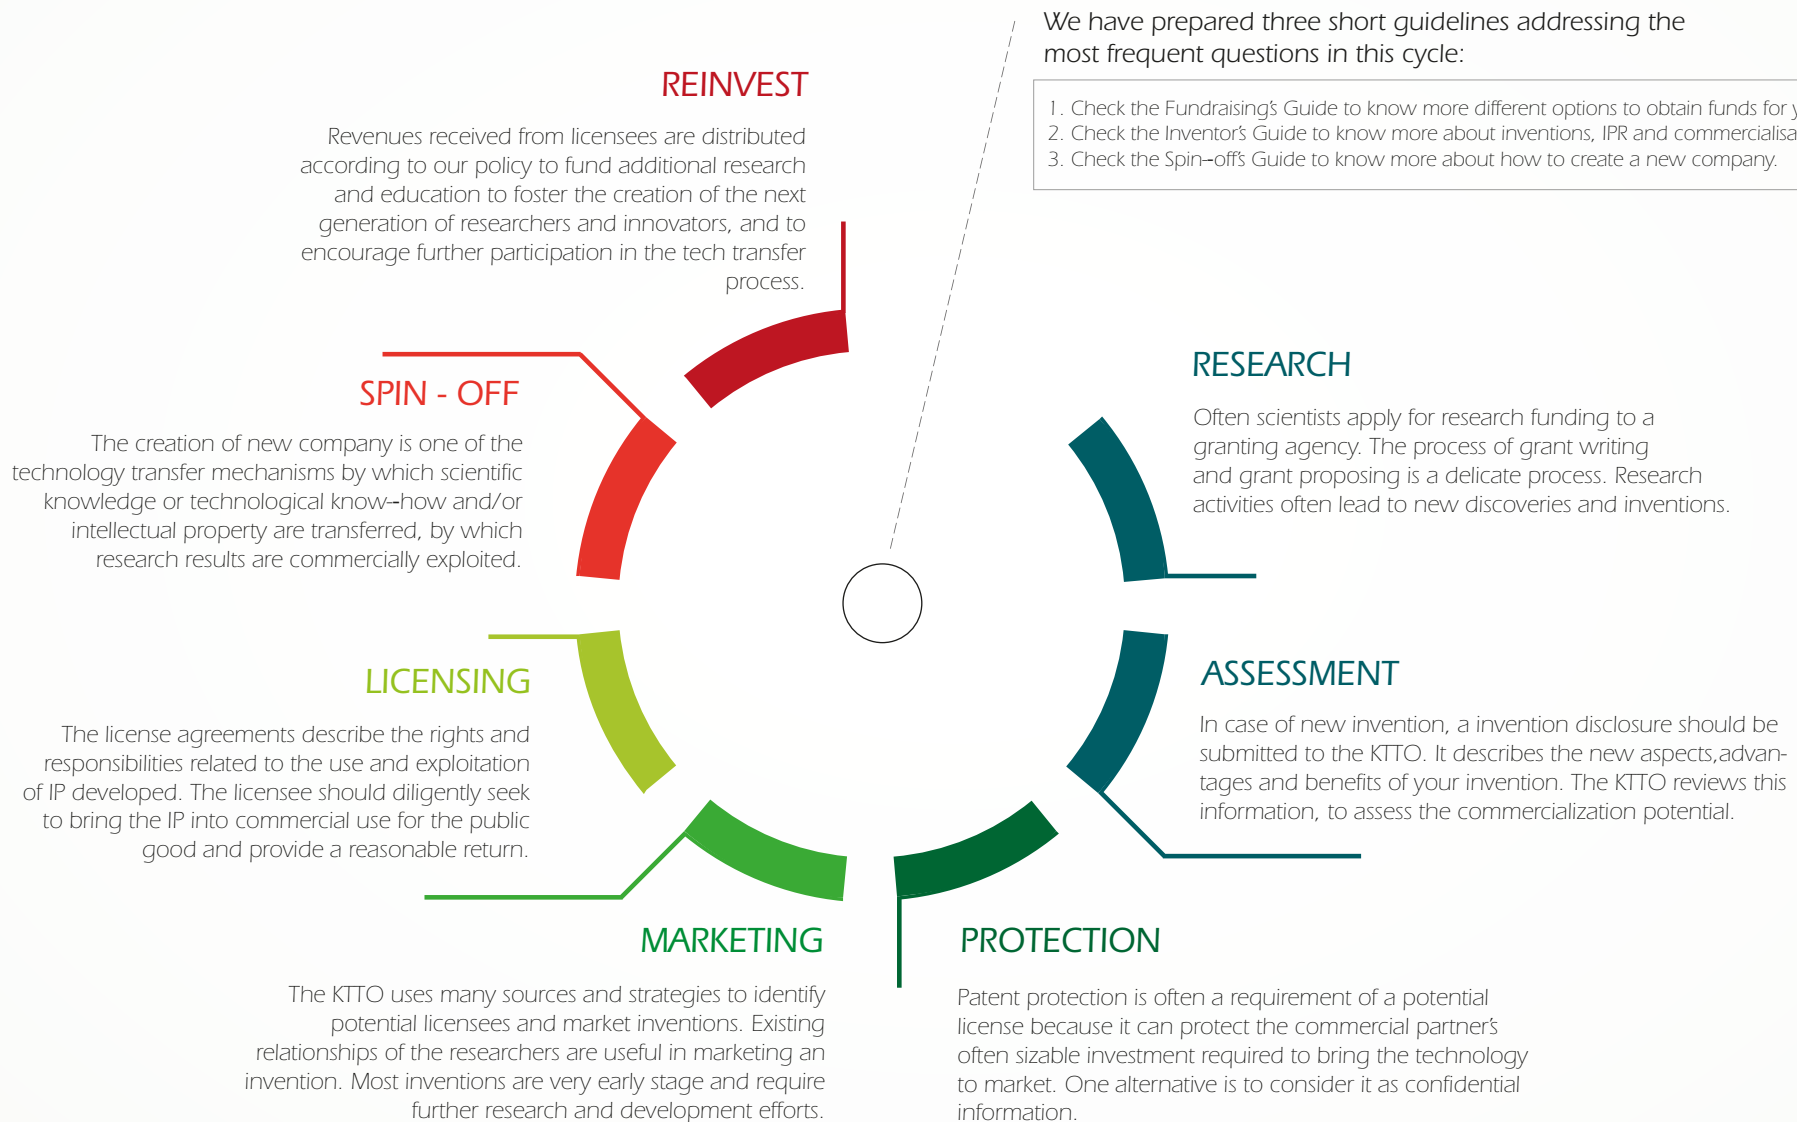 We have prepared three short guidelines addressing the
most frequent questions in this cycle:
1. Check the Fundraising's Guide to know more different options to obtain funds for
2. Check the Inventor's Guide to know more about inventions, IPR and
3. Check the Spin--off's Guide to know more about how to create a new company.
RESEARCH
Often scientists apply for research funding to a
granting agency. The process of grant writing
and grant proposing is a delicate process. Research
activities often lead to new discoveries and inventions.
ASSESSMENT
In case of new invention, a invention disclosure should be
submitted to the KTTO. It describes the new aspects,advan-
tages and benefits of your invention. The KTTO reviews this
information, to assess the commercialization potential.
PROTECTION
Patent protection is often a requirement of a potential
license because it can protect the commercial partner's
often sizable investment required to bring the technology
to market. One alternative is to consider it as confidential
information.
MARKETING
The KTTO uses many sources and strategies to identify
potential licensees and market inventions. Existing
relationships of the researchers are useful in marketing an
invention. Most inventions are very early stage and require
further research and development efforts.
LICENSING
The license agreements describe the rights and
responsibilities related to the use and exploitation
of IP developed. The licensee should diligently seek
to bring the IP into commercial use for the public
good and provide a reasonable return.
SPIN - OFF
The creation of new company is one of the
technology transfer mechanisms by which scientific
knowledge or technological know--how and/or
intellectual property are transferred, by which
research results are commercially exploited.
REINVEST
Revenues received from licensees are distributed
according to our policy to fund additional research
and education to foster the creation of the next
generation of researchers and innovators, and to
encourage further participation in the tech transfer
process.